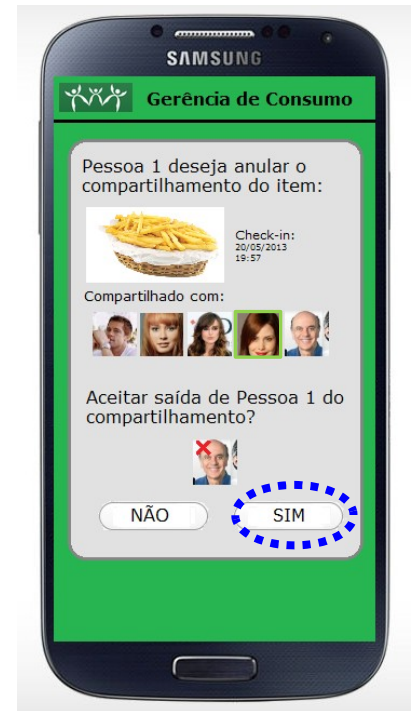 SAMSUNG
Gerência de Consumo
Pessoa 1 deseja anular o
compartilhamento do item:
Check-in:
20/05/2013
19:57
Compartilhado com:
Aceitar saída de Pessoa 1 do
compartilhamento?
NÃO
SIM